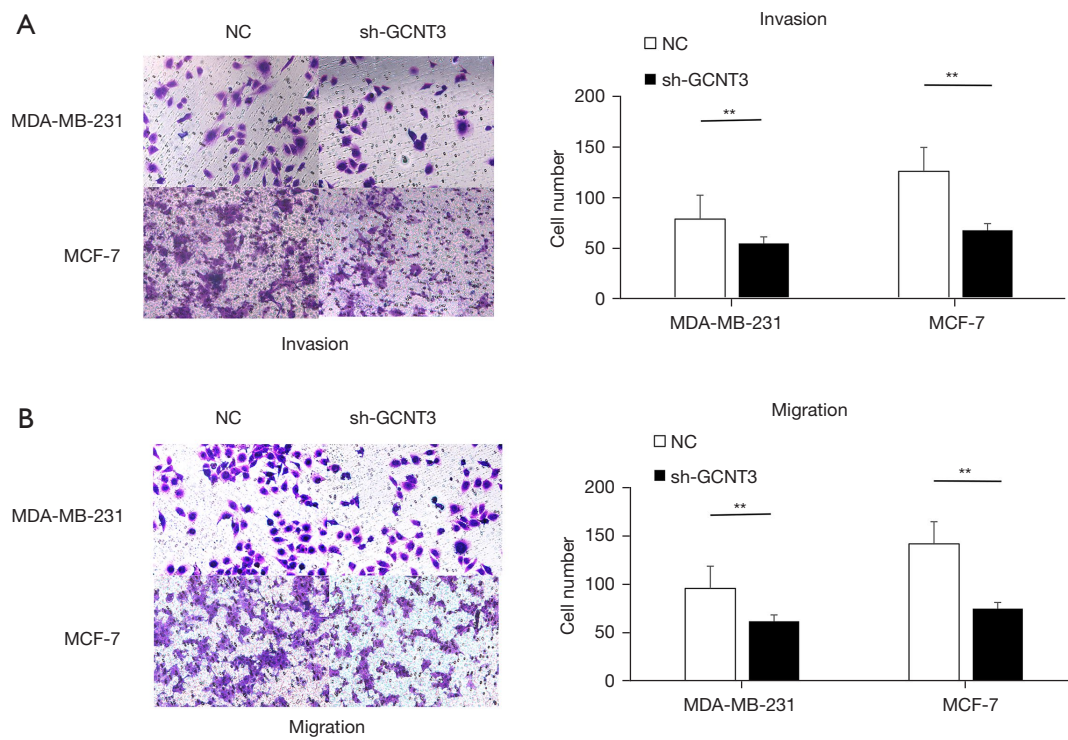 A
NC sh-GCNT3
MDA-MB-231
MCF-7
Invasion
Invasion
NC
sh-GCNT3
Cell number
200
150
100
50
0
**
**
MDA-MB-231 MCF-7
B
NC sh-GCNT3
MDA-MB-231
MCF-7
Migration
Migration
NC
sh-GCNT3
Cell number
200
150
100
50
0
**
**
MDA-MB-231 MCF-7